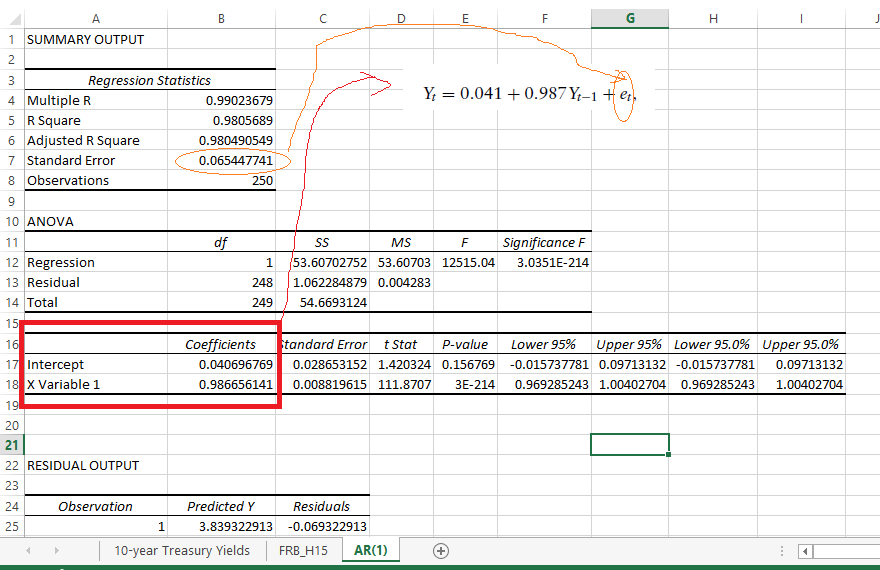 A B C D E F G H I J
1 SUMMARY OUTPUT
2
3 Regression Statistics
4 Multiple R 0.99023679
5 R Square 0.9805689
6 Adjusted R Square 0.980490549
7 Standard Error 0.065447741
8 Observations 250
Yt = 0.041 + 0.987Yt−1 + et,
9
10 ANOVA
11 df SS MS F Significance F
12 Regression 1 53.60702752 53.60703 12515.04 3.0351E-214
13 Residual 248 1.062284879 0.004283
14 Total 249 54.6693124
15
16 Coefficients Standard Error t Stat P-value Lower 95% Upper 95% Lower 95.0% Upper 95.0%
17 Intercept 0.040696769 0.028653152 1.420324 0.156769 -0.015737781 0.09713132 -0.015737781 0.09713132
18 X Variable 1 0.986656141 0.008819615 111.8707 3E-214 0.969285243 1.00402704 0.969285243 1.00402704
19
20
21
22 RESIDUAL OUTPUT
23
24 Observation Predicted Y Residuals
25 1 3.839322913 -0.069322913
10-year Treasury Yields FRB_H15 AR(1)